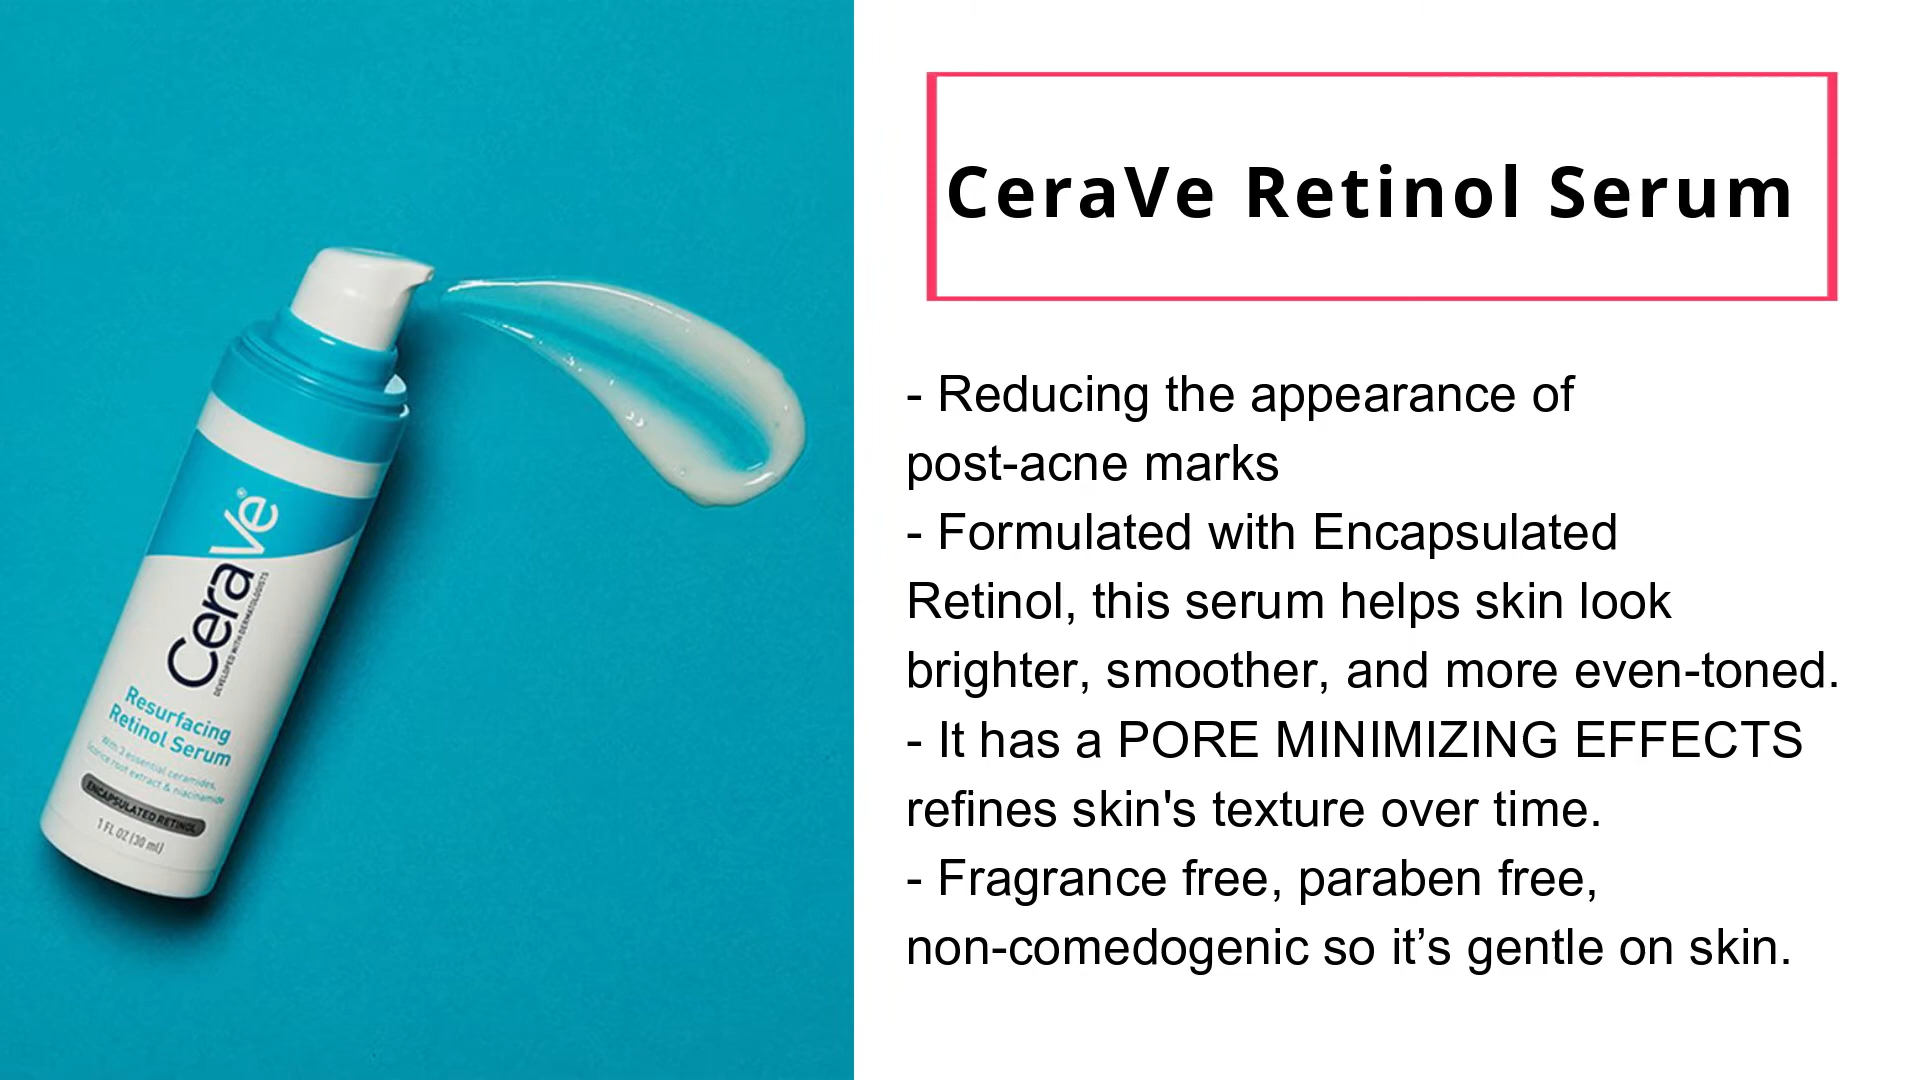 CeraVe®
DEVELOPED WITH DERMATOLOGISTS
Resurfacing
Retinol Serum
With 3 essential ceramides,
licorice root extract & niacinamide
ENCAPSULATED RETINOL
1 FL OZ (30 ml)
CeraVe Retinol Serum
- Reducing the appearance of
post-acne marks
- Formulated with Encapsulated
Retinol, this serum helps skin look
brighter, smoother, and more even-toned.
- It has a PORE MINIMIZING EFFECTS
refines skin's texture over time.
- Fragrance free, paraben free,
non-comedogenic so it’s gentle on skin.